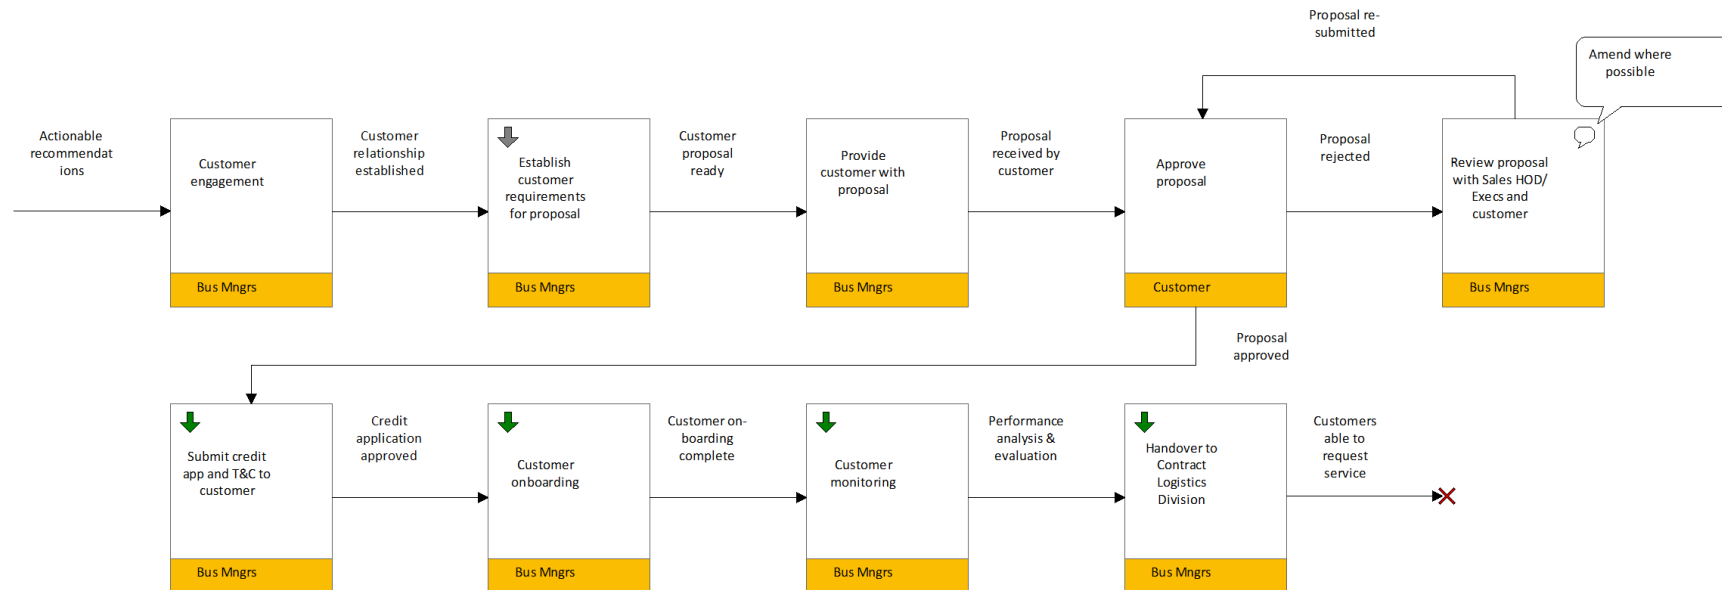 Proposal re-
submitted
Amend where
possible
Actionable
recommendat
ions
Customer
engagement
Bus Mngrs
Customer
relationship
established
Establish
customer
requirements
for proposal
Bus Mngrs
Customer
proposal
ready
Provide
customer with
proposal
Bus Mngrs
Proposal
received by
customer
Approve
proposal
Customer
Proposal
rejected
Review proposal
with Sales HOD/
Execs and
customer
Bus Mngrs
Proposal
approved
Submit credit
app and T&C to
customer
Bus Mngrs
Credit
application
approved
Customer
onboarding
Bus Mngrs
Customer on-
boarding
complete
Customer
monitoring
Bus Mngrs
Performance
analysis &
evaluation
Handover to
Contract
Logistics
Division
Bus Mngrs
Customers
able to
request
service